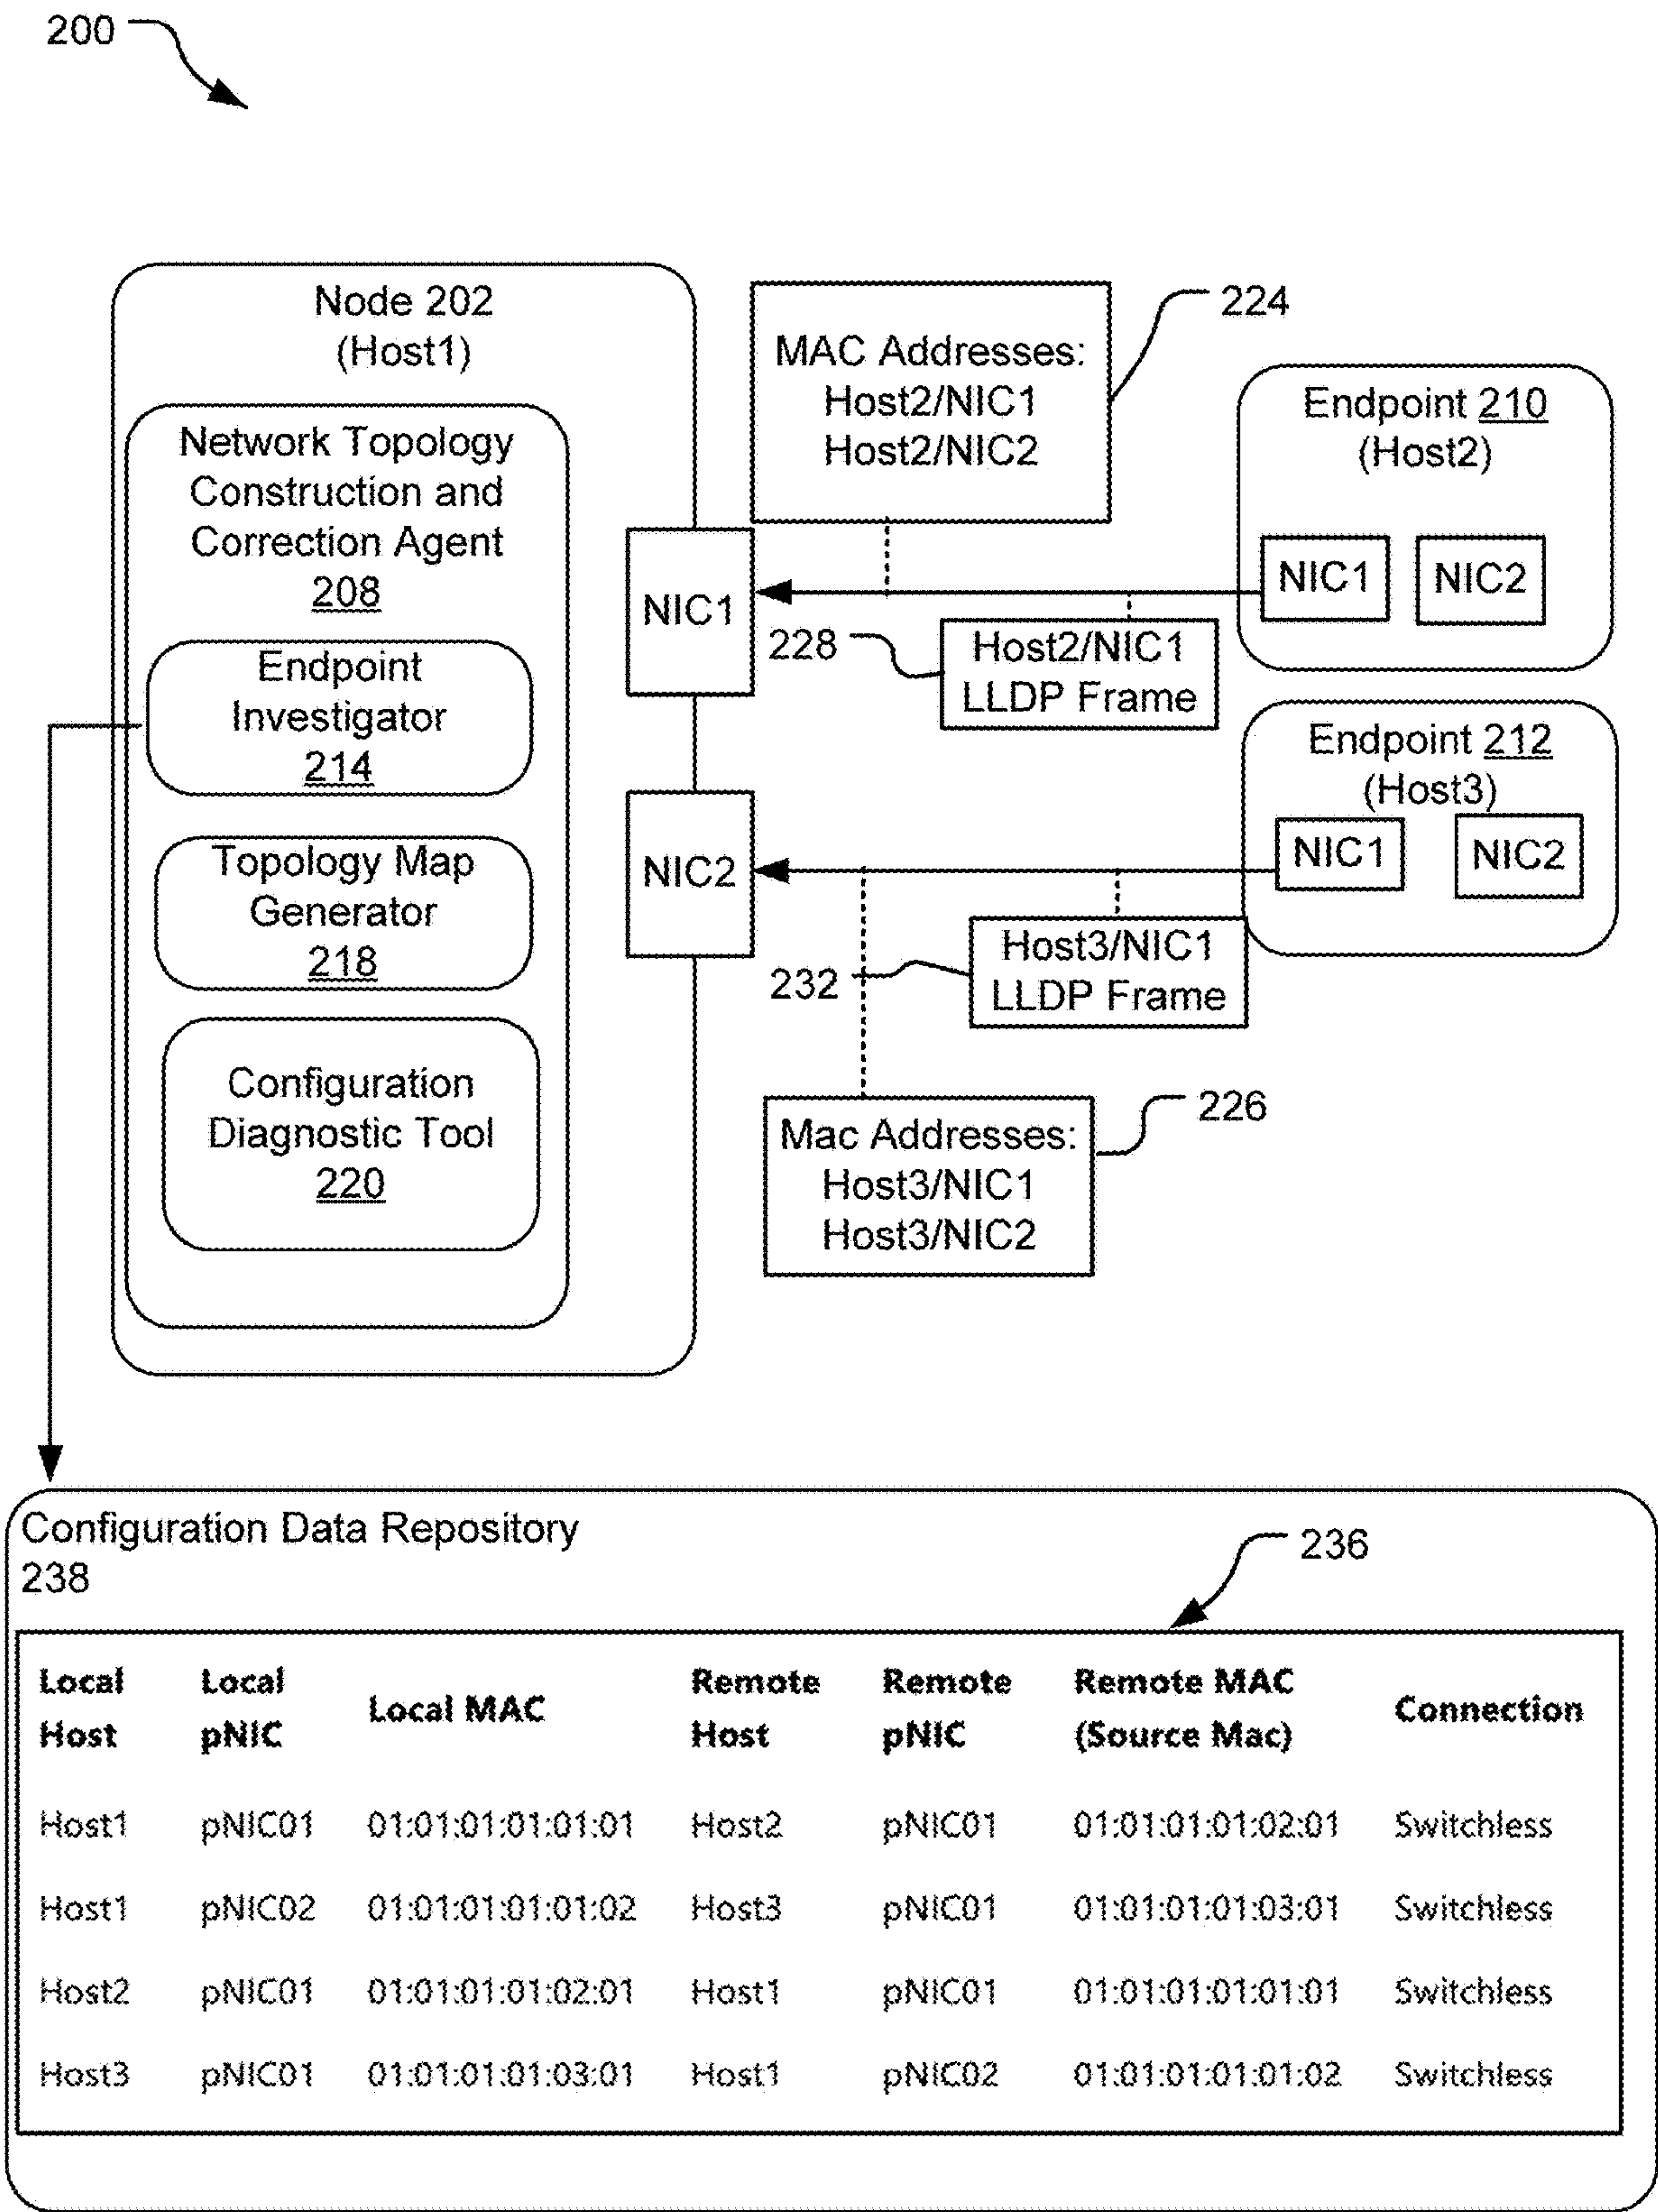 200
Node 202
(Host1)
Network Topology
Construction and
Correction Agent
208
Endpoint
Investigator
214
Topology Map
Generator
218
Configuration
Diagnostic Tool
220
NIC1
NIC2
MAC Addresses:
Host2/NIC1
Host2/NIC2
224
Endpoint 210
(Host2)
NIC1
NIC2
228
Host2/NIC1
LLDP Frame
Endpoint 212
(Host3)
NIC1
NIC2
232
Host3/NIC1
LLDP Frame
Mac Addresses:
Host3/NIC1
Host3/NIC2
226
Configuration Data Repository
238
236
Local Host Local pNIC Local MAC Remote Host Remote pNIC Remote MAC (Source Mac) Connection
Host1 pNIC01 01:01:01:01:01:01 Host2 pNIC01 01:01:01:01:02:01 Switchless
Host1 pNIC02 01:01:01:01:01:02 Host3 pNIC01 01:01:01:01:03:01 Switchless
Host2 pNIC01 01:01:01:01:02:01 Host1 pNIC01 01:01:01:01:01:01 Switchless
Host3 pNIC01 01:01:01:01:03:01 Host1 pNIC02 01:01:01:01:01:02 Switchless